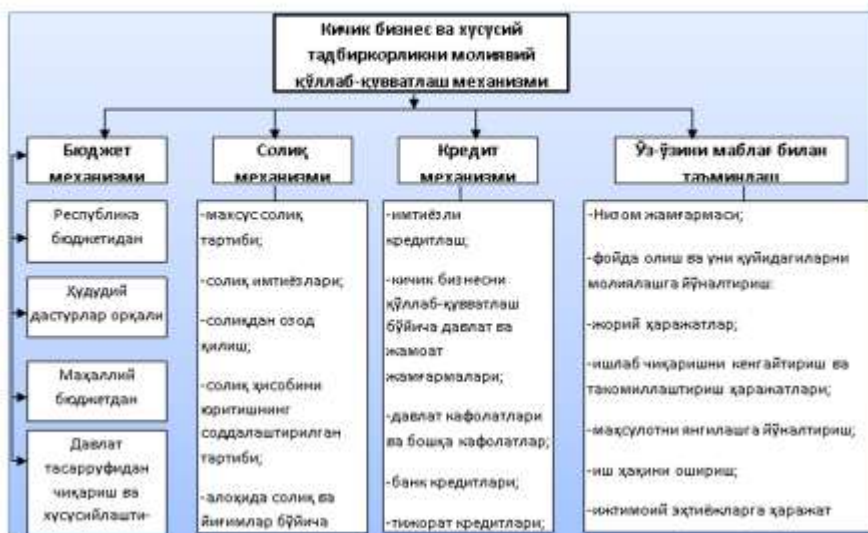 Кичик бизнес ва хусусий
тадбиркорликни молиявий
қўллаб-қувватлаш механизми
Бюджет
механизми
Республика
бюджетидан
Ҳудудий
дастурлар орқали
Маҳаллий
бюджетдан
Давлат
тасарруфидан
чиқариш ва
хусусийлашти-
Солиқ
механизми
-махсус солиқ
тартиби;
-солиқ имтиёзлари;
-солиқдан озод
қилиш;
-солиқ ҳисобини
юритишнинг
соддалаштирилган
тартиби;
-алоҳида солиқ ва
йиғимлар бўйича
Кредит
механизми
-имтиёзли
кредитлаш;
-кичик бизнесни
қўллаб-қувватлаш
бўйича давлат ва
жамоат
жамғармалари;
-давлат кафолатлари
ва бошқа кафолатлар;
-банк кредитлари;
-тижорат кредитлари;
Ўз-ўзини маблағ билан
таъминлаш
-Низом жамғармаси;
-фойда олиш ва уни қуйидагиларни
молиялашга йўналтириш:
-жорий ҳаражатлар;
-ишлаб чиқаришни кенгайтириш ва
такомиллаштириш ҳаражатлари;
-маҳсулотни янгилашга йўналтириш;
-иш ҳақини ошириш;
-ижтимоий эҳтиёжларга ҳаражат